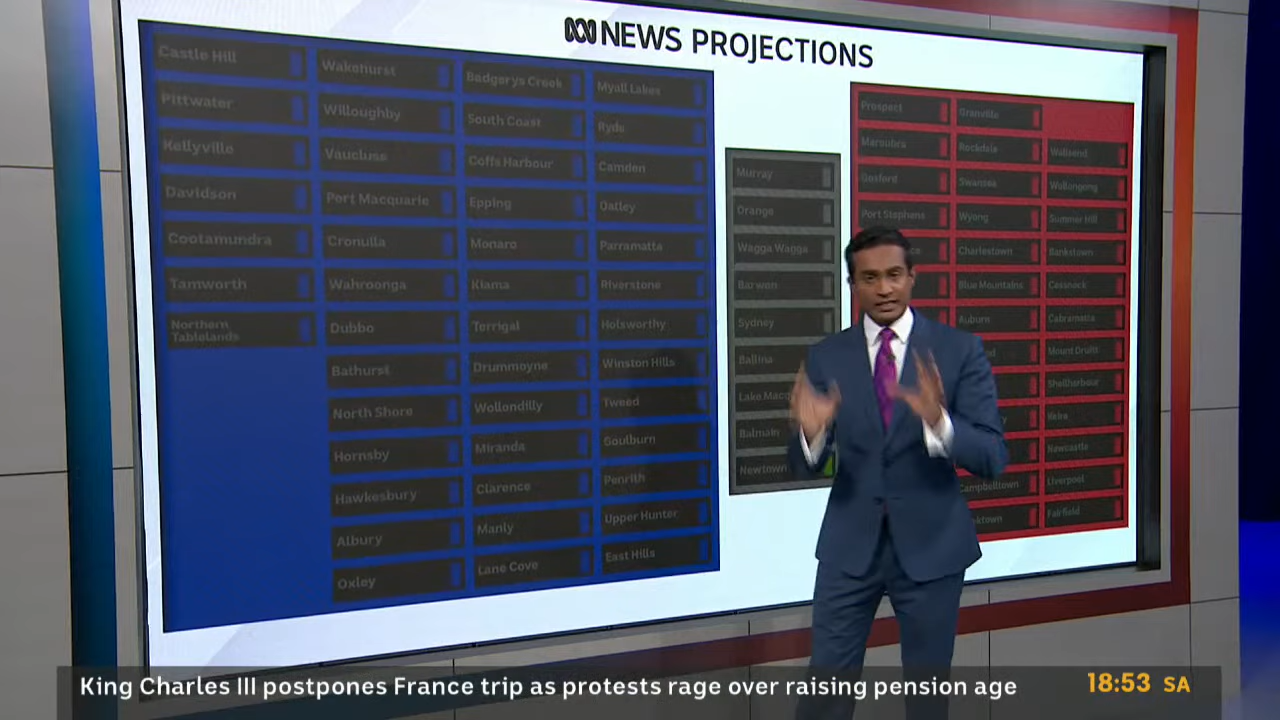 ABC NEWS PROJECTIONS
Castle Hill
Pittwater
Kellyville
Davidson
Cootamundra
Tamworth
Northern
Tablelands
Wakehurst
Willoughby
Vaucluse
Port Macquarie
Cronulla
Wahroonga
Dubbo
Bathurst
North Shore
Hornsby
Hawkesbury
Albury
Oxley
Badgerys Creek
South Coast
Coffs Harbour
Epping
Monaro
Kiama
Terrigal
Drummoyne
Wollondilly
Miranda
Clarence
Manly
Lane Cove
Myall Lakes
Ryde
Camden
Oatley
Parramatta
Riverstone
Holsworthy
Winston Hills
Tweed
Goulburn
Penrith
Upper Hunter
East Hills
Murray
Orange
Wagga Wagga
Barwon
Sydney
Ballina
Lake Macq
Balmain
Newtown
Prospect
Maroubra
Gosford
Port Stephens
Granville
Rockdale
Swansea
Wyong
Charlestown
Blue Mountains
Auburn
Campbelltown
Wallsend
Wollongong
Summer Hill
Bankstown
Cessnock
Cabramatta
Mount Druitt
Shellharbour
Keira
Newcastle
Liverpool
Fairfield
King Charles III postpones France trip as protests rage over raising pension age
18:53 SA